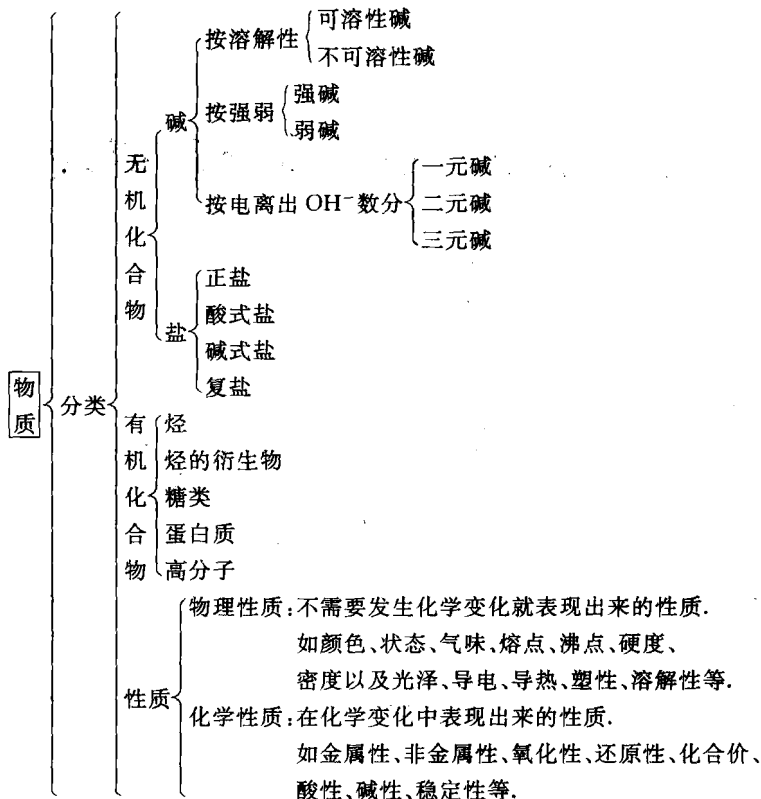 可溶性碱
按溶解性
不可溶性碱
强碱
碱
按强弱
弱碱
无机化合物
一元碱
按电离出 OH⁻ 数分
二元碱
三元碱
正盐
酸式盐
盐
碱式盐
复盐
物质
分类
有机化合物
烃
烃的衍生物
糖类
蛋白质
高分子
物理性质:不需要发生化学变化就表现出来的性质.
如颜色、状态、气味、熔点、沸点、硬度、
密度以及光泽、导电、导热、塑性、溶解性等.
性质
化学性质:在化学变化中表现出来的性质.
如金属性、非金属性、氧化性、还原性、化合价、
酸性、碱性、稳定性等.